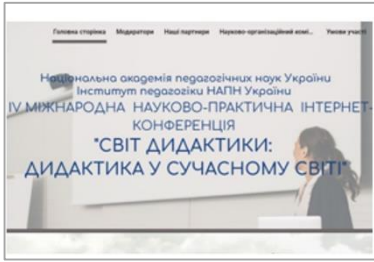 Головна сторінка Модератори Наші партнери Науково-організаційний комі... Умови участі
Національна академія педагогічних наук України
Інститут педагогіки НАПН України
IV МІЖНАРОДНА НАУКОВО-ПРАКТИЧНА ІНТЕРНЕТ-
КОНФЕРЕНЦІЯ
"СВІТ ДИДАКТИКИ:
ДИДАКТИКА У СУЧАСНОМУ СВІТІ"